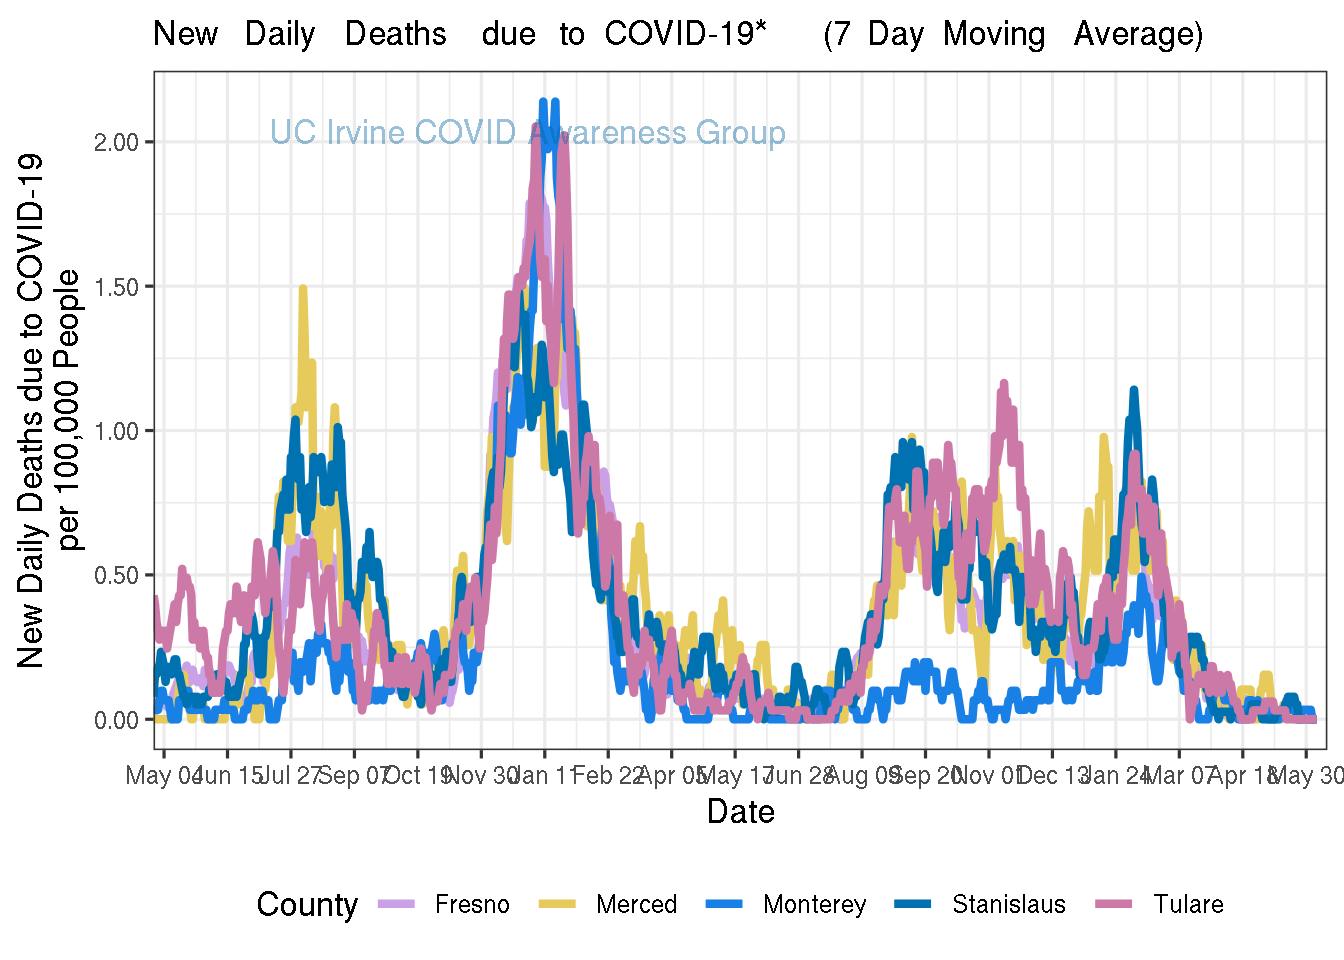 New Daily Deaths due to COVID-19* (7 Day Moving Average)
UC Irvine COVID Awareness Group
New Daily Deaths due to COVID-19
per 100,000 People
2.00
1.50
1.00
0.50
0.00
May 04 Jun 15 Jul 27 Sep 07 Oct 19 Nov 30 Jan 11 Feb 22 Apr 05 May 17 Jun 28 Aug 09 Sep 20 Nov 01 Dec 13 Jan 24 Mar 07 Apr 18 May 30
Date
County Fresno Merced Monterey Stanislaus Tulare